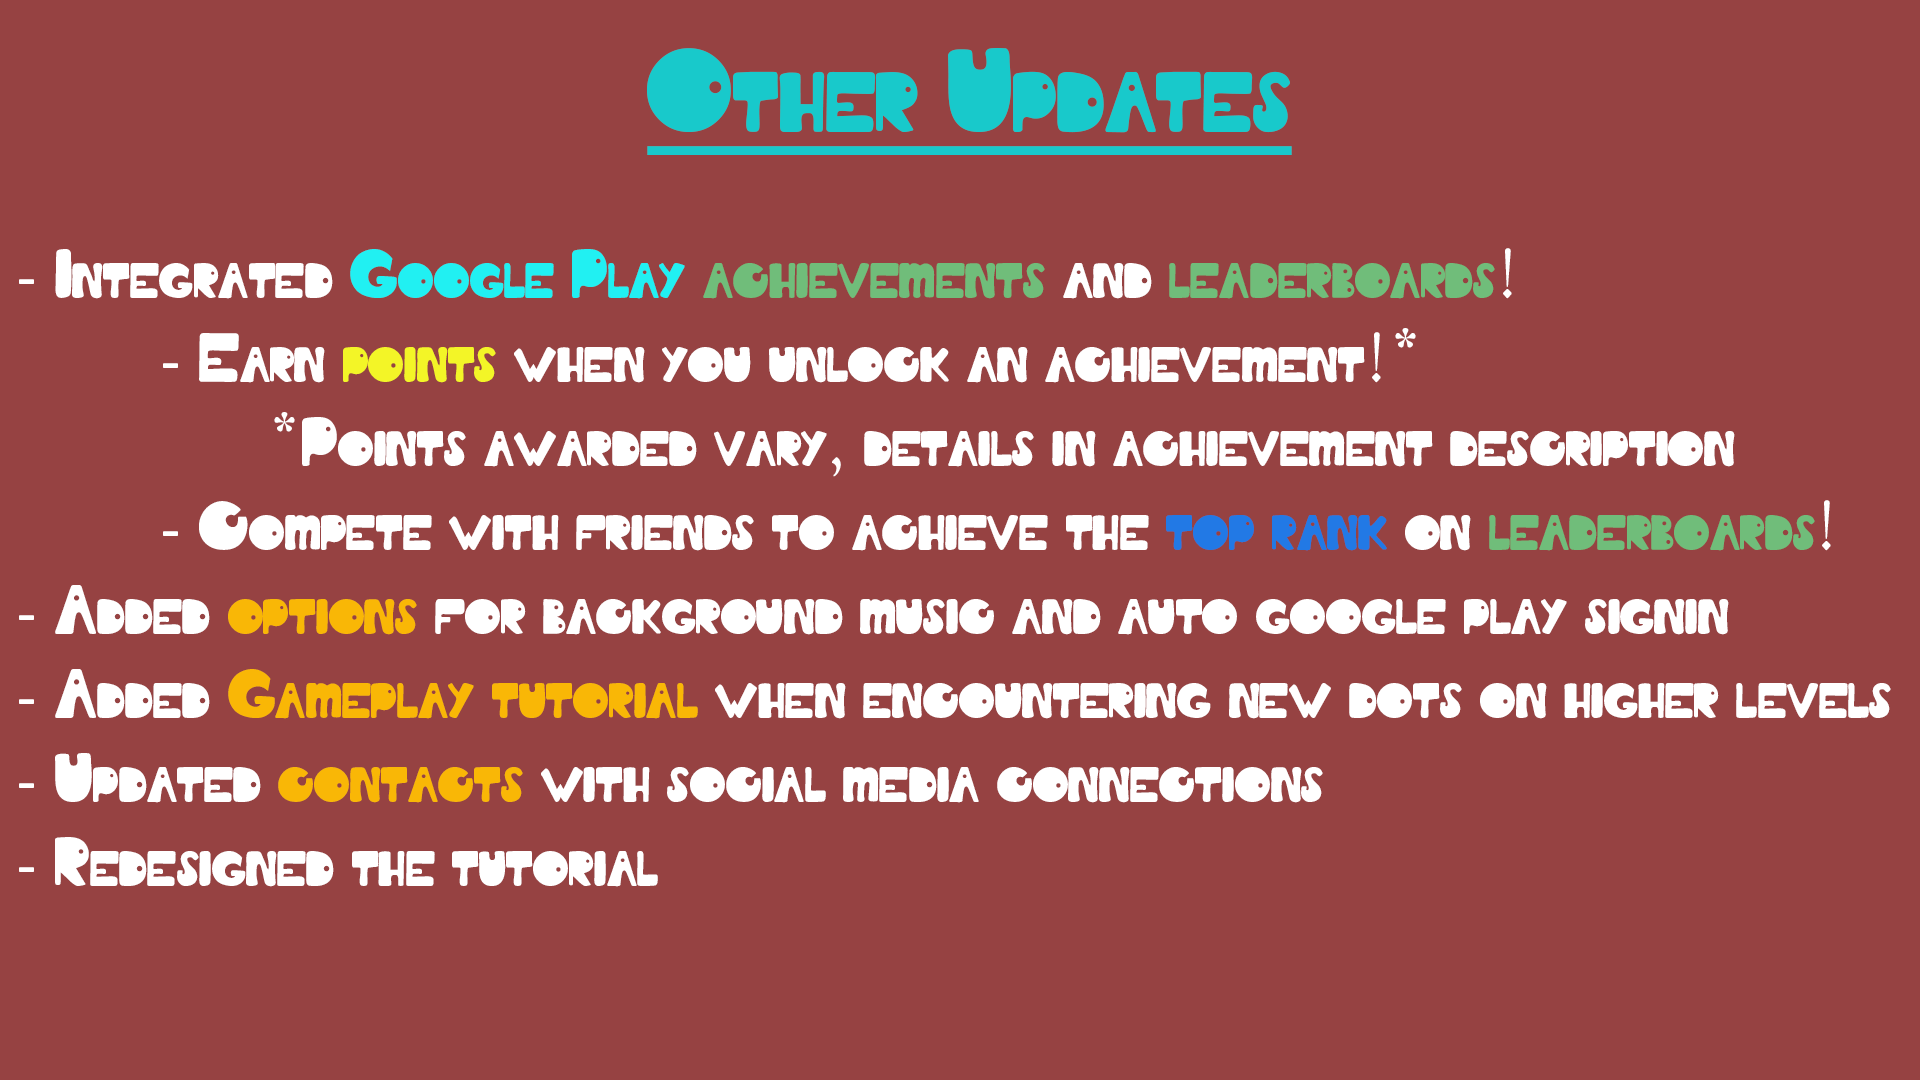 Other Updates
- Integrated Google Play achievements and leaderboards!
- Earn points when you unlock an achievement!*
*Points awarded vary, details in achievement description
- Compete with friends to achieve the top rank on leaderboards!
- Added options for background music and auto google play signin
- Added Gameplay tutorial when encountering new dots on higher levels
- Updated contacts with social media connections
- Redesigned the tutorial